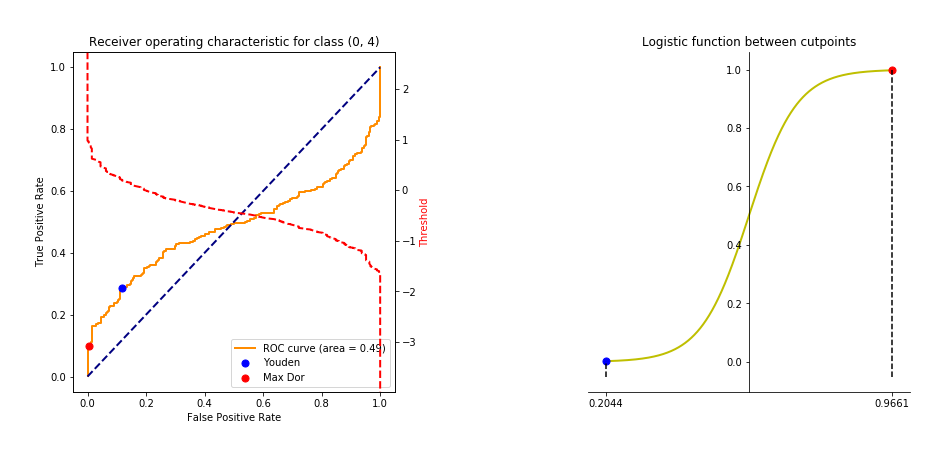 Receiver operating characteristic for class (0, 4)
1.0
0.8
0.6
0.4
0.2
0.0
True Positive Rate
2
1
0
−1
−2
−3
Threshold
ROC curve (area = 0.49)
Youden
Max Dor
0.0 0.2 0.4 0.6 0.8 1.0
False Positive Rate
Logistic function between cutpoints
1.0
0.8
0.6
0.4
0.2
0.0
0.2044 0.9661